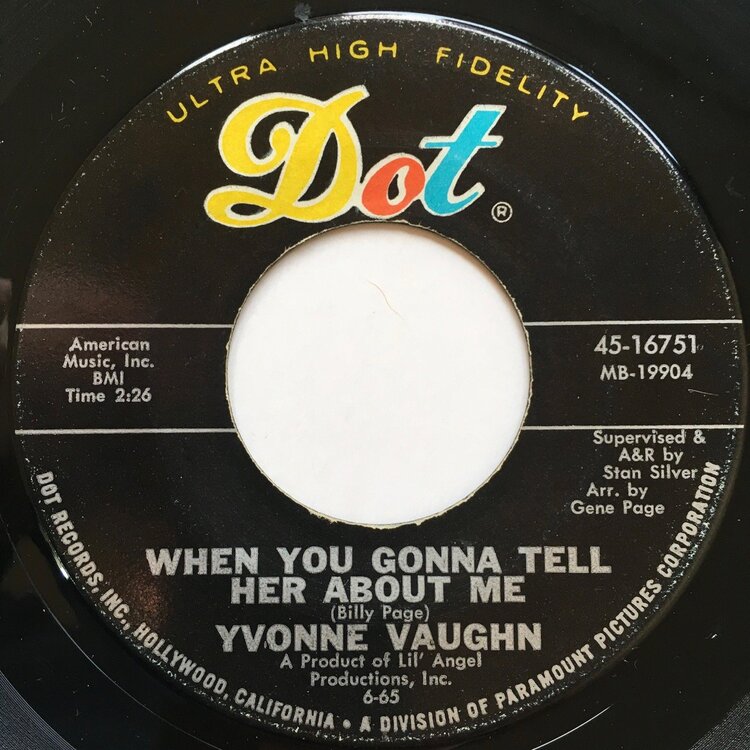 ULTRA HIGH FIDELITY
Dot ®
American
Music, Inc.
BMI
Time 2:26
45-16751
MB-19904
Supervised &
A&R by
Stan Silver
Arr. by
Gene Page
WHEN YOU GONNA TELL
HER ABOUT ME
(Billy Page)
YVONNE VAUGHN
A Product of Lil' Angel
Productions, Inc.
6-65
DOT RECORDS, INC., HOLLYWOOD, CALIFORNIA • A DIVISION OF PARAMOUNT PICTURES CORPORATION